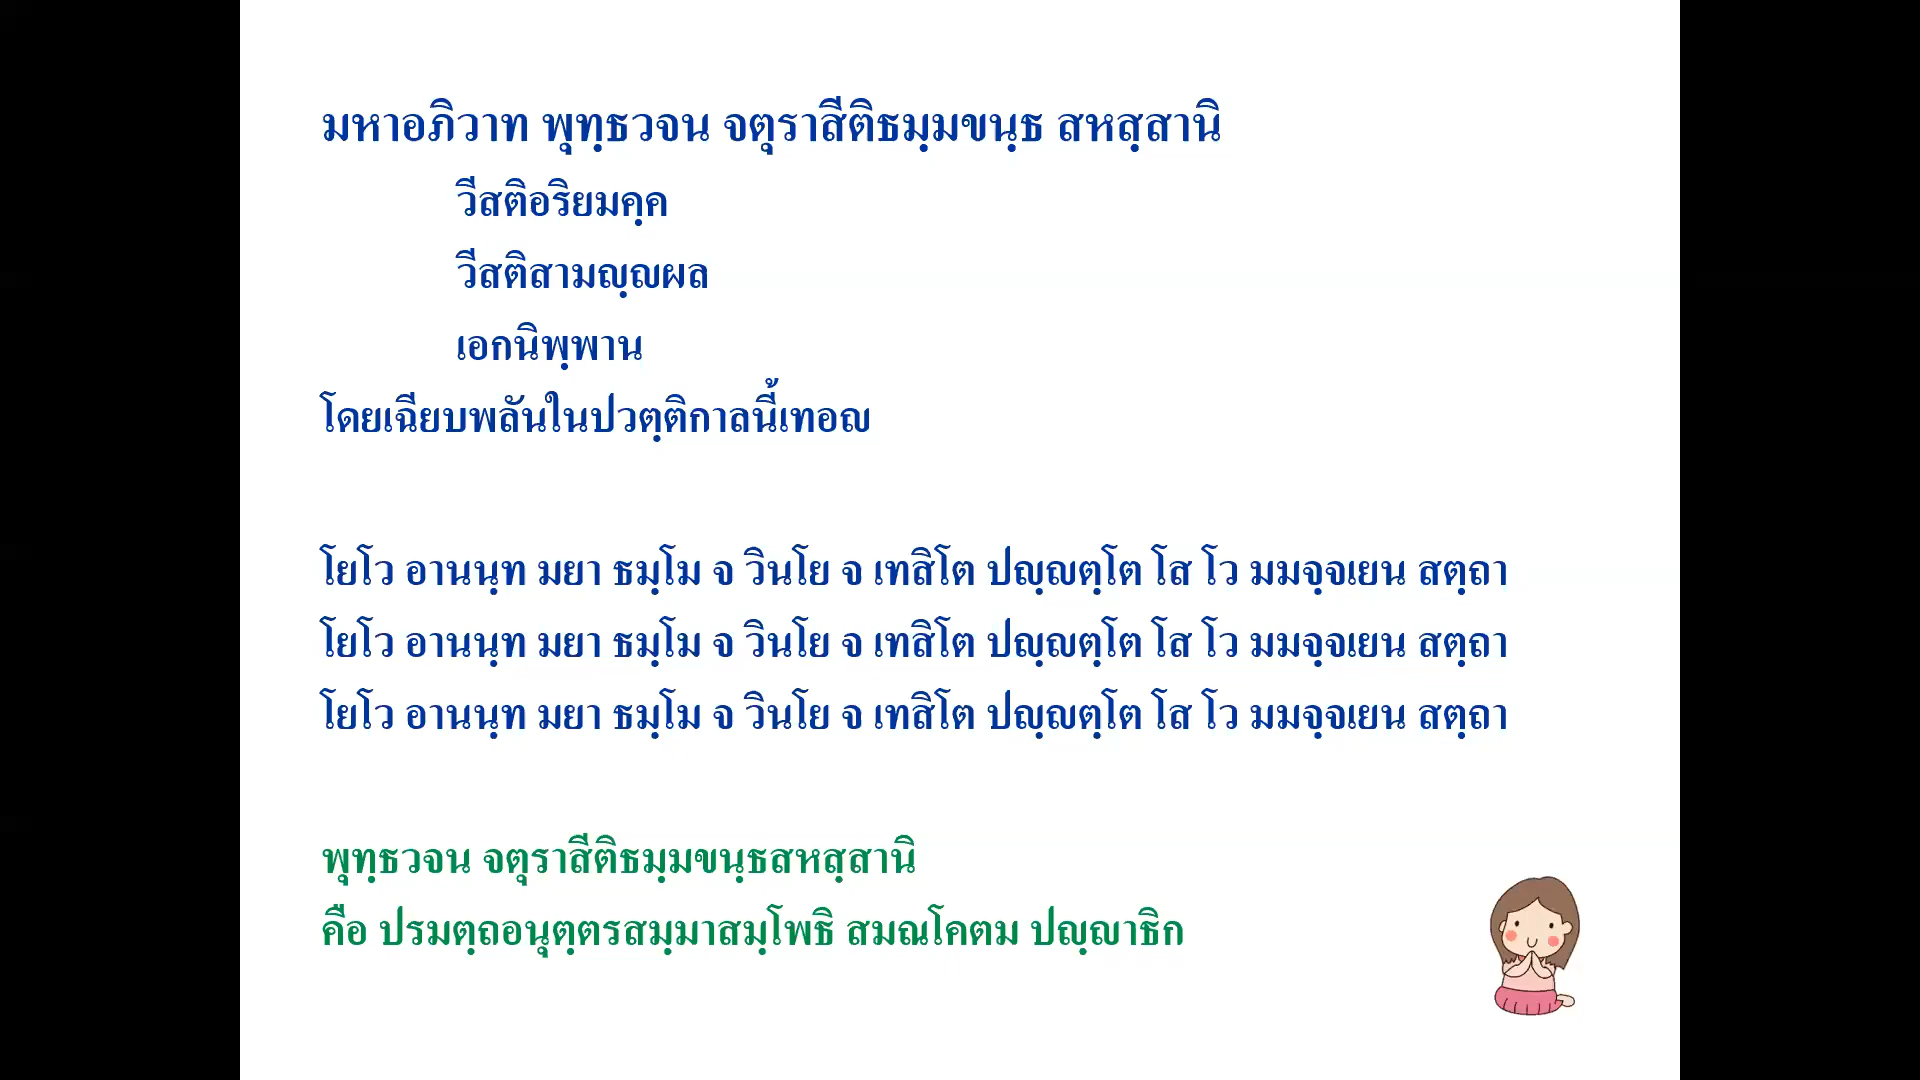 มหาอภิวาท พุทฺธวจน จตุราสีติธมฺมขนฺธ สหสฺสานิ
วีสติอริยมคฺค
วีสติสามญฺญผล
เอกนิพฺพาน
โดยเฉียบพลันในปวตฺติกาลนี้เทอญ
โยโว อานนฺท มยา ธมฺโม จ วินโย จ เทสิโต ปญฺญตฺโต โส โว มมจฺจเยน สตฺถา
โยโว อานนฺท มยา ธมฺโม จ วินโย จ เทสิโต ปญฺญตฺโต โส โว มมจฺจเยน สตฺถา
โยโว อานนฺท มยา ธมฺโม จ วินโย จ เทสิโต ปญฺญตฺโต โส โว มมจฺจเยน สตฺถา
พุทฺธวจน จตุราสีติธมฺมขนฺธสหสฺสานิ
คือ ปรมตฺถอนุตฺตรสมฺมาสมฺโพธิ สมณโคตม ปญฺญาธิก